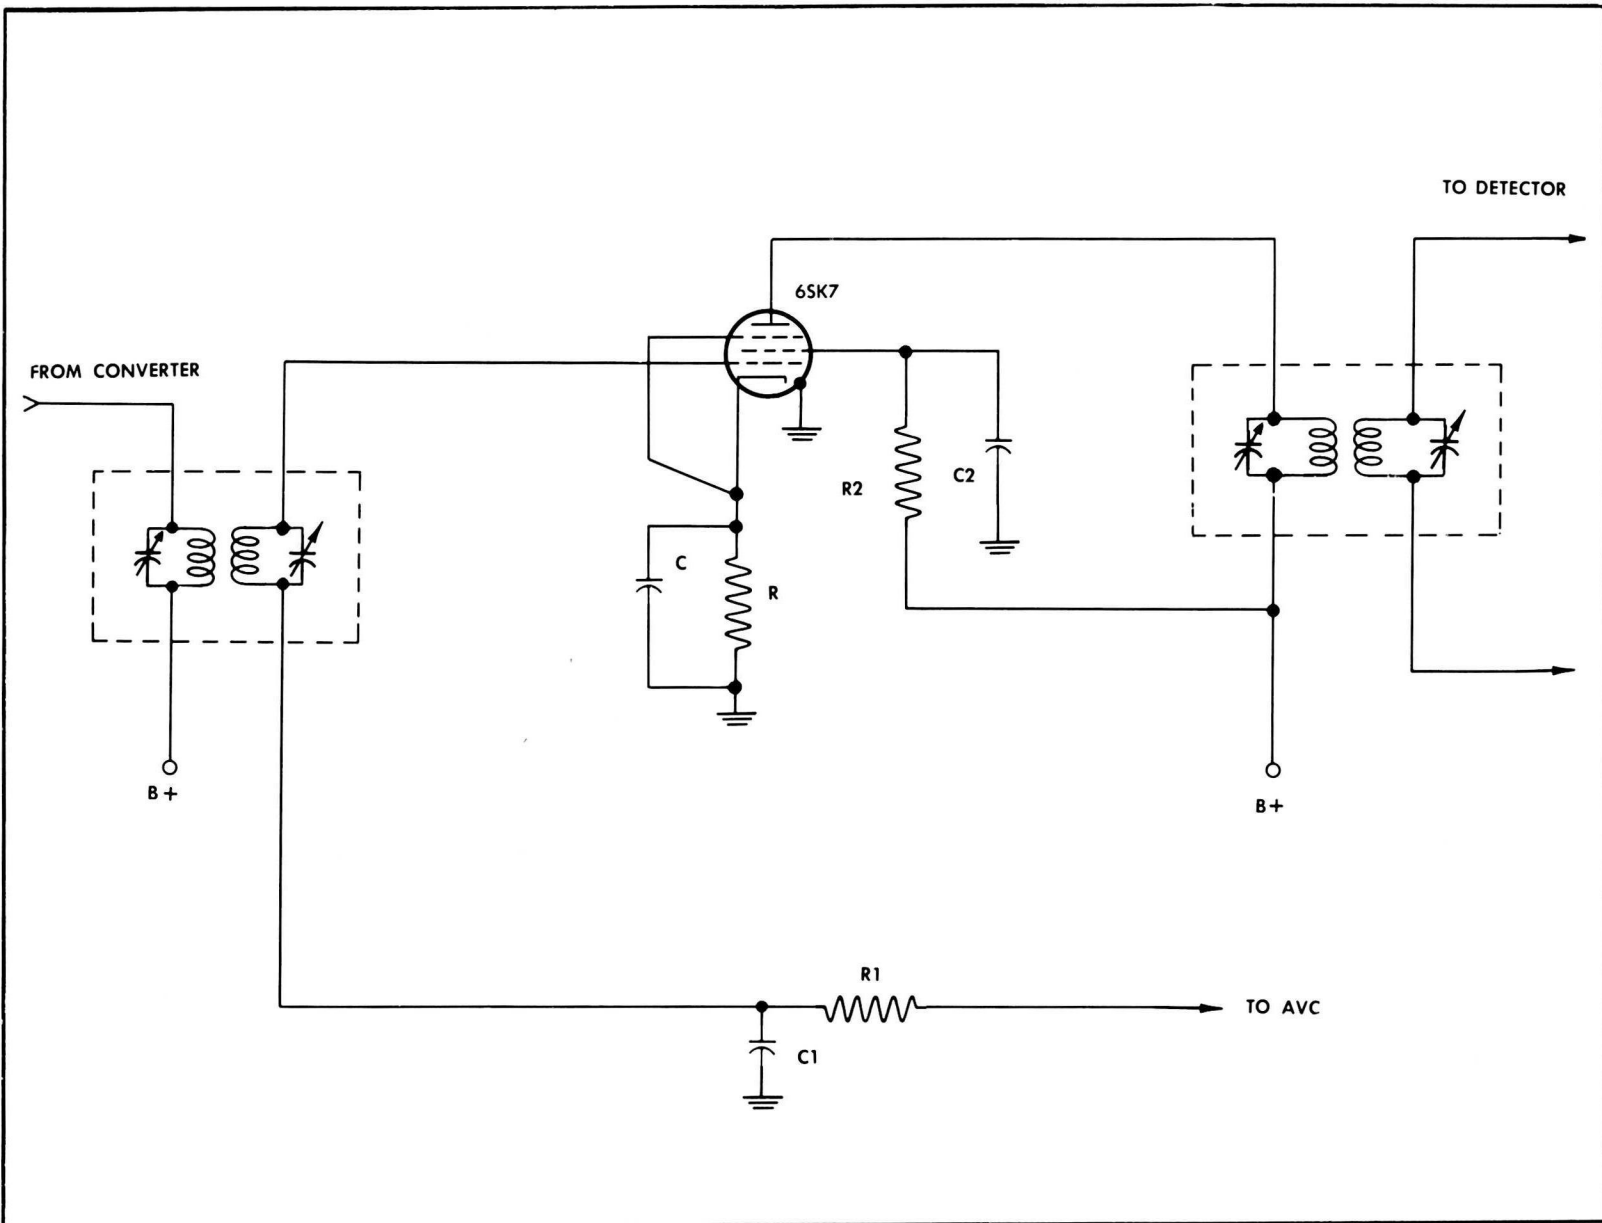 TO DETECTOR
6SK7
FROM CONVERTER
R2
C2
C
R
B+
B+
R1
TO AVC
C1